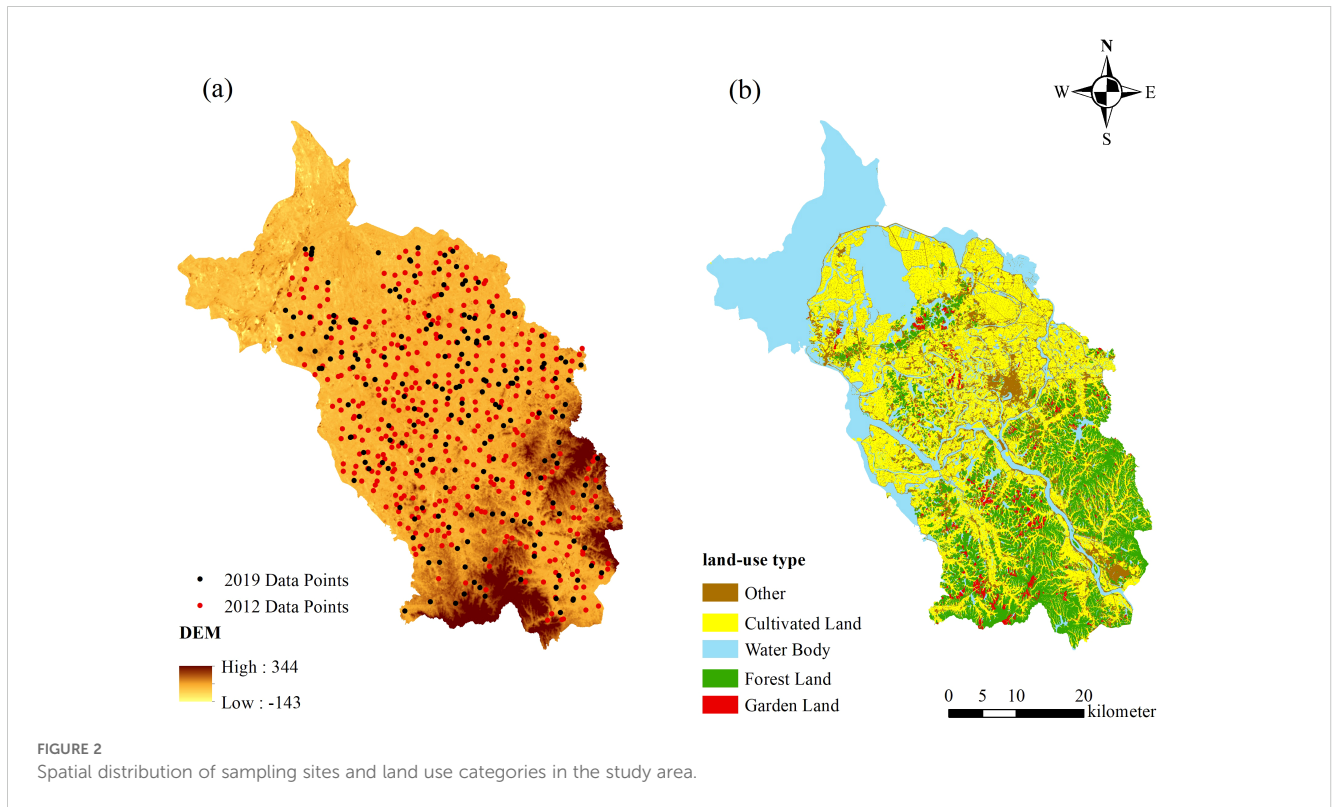 (a)
(b)
N
W
E
S
2019 Data Points
2012 Data Points
DEM
High : 344
Low : -143
land-use type
Other
Cultivated Land
Water Body
Forest Land
Garden Land
0 5 10 20
kilometer
FIGURE 2
Spatial distribution of sampling sites and land use categories in the study area.